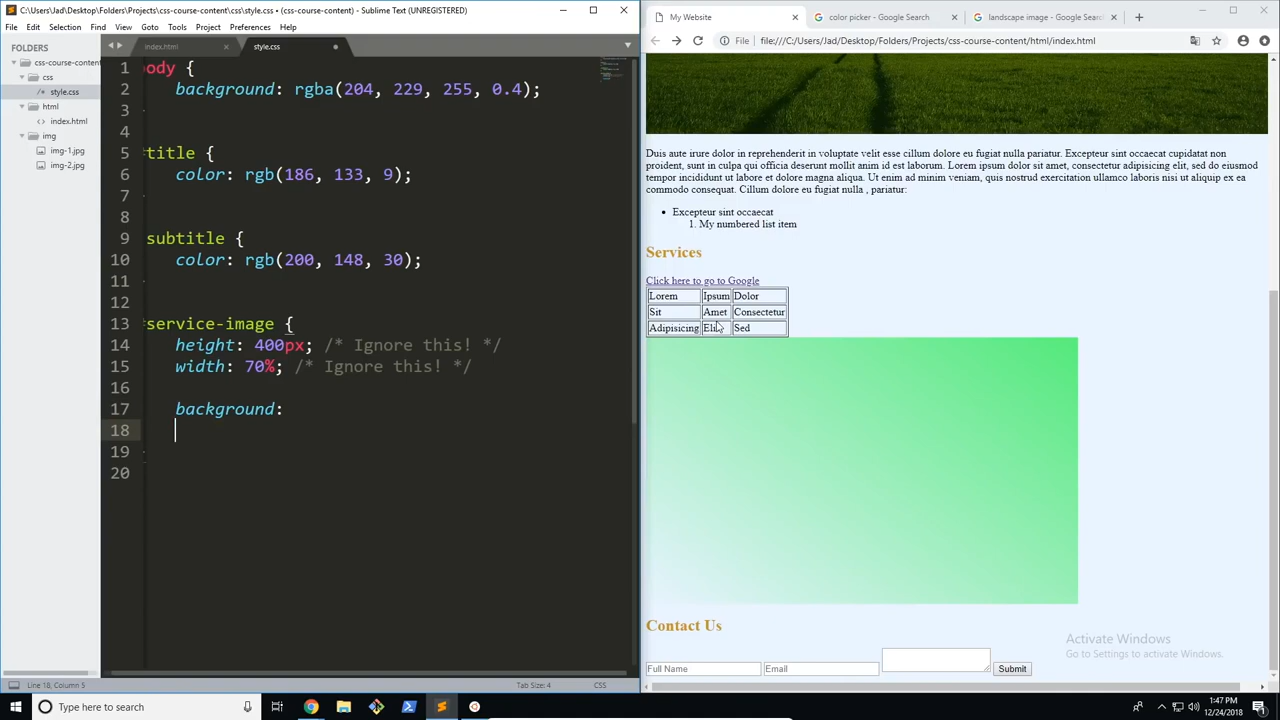 C:\Users\Jad\Desktop\Folders\Projects\css-course-content\css\style.css • (css-course-content) - Sublime Text (UNREGISTERED)
File Edit Selection Find View Goto Tools Project Preferences Help
FOLDERS
css-course-content
css
/* style.css
html
index.html
img
img-1.jpg
img-2.jpg
index.html
style.css
1 ody {
2 background: rgba(204, 229, 255, 0.4);
3
4
5 title {
6 color: rgb(186, 133, 9);
7
8
9 subtitle {
10 color: rgb(200, 148, 30);
11
12
13 service-image {
14 height: 400px; /* Ignore this! */
15 width: 70%; /* Ignore this! */
16
17 background:
18
19
20
Line 18, Column 5
Tab Size: 4
CSS
My Website
color picker - Google Search
landscape image - Google Search
File file:///C:/Users/Jad/Desktop/Folders/Projects/css-course-content/html/index.html
Duis aute irure dolor in reprehenderit in voluptate velit esse cillum dolore eu fugiat nulla pariatur. Excepteur sint occaecat cupidatat non
proident, sunt in culpa qui officia deserunt mollit anim id est laborum. Lorem ipsum dolor sit amet, consectetur adipisicing elit, sed do eiusmod
tempor incididunt ut labore et dolore magna aliqua. Ut enim ad minim veniam, quis nostrud exercitation ullamco laboris nisi ut aliquip ex ea
commodo consequat. Cillum dolore eu fugiat nulla , pariatur:
Excepteur sint occaecat
1. My numbered list item
Services
Click here to go to Google
Lorem Ipsum Dolor
Sit Amet Consectetur
Adipisicing Elit Sed
Contact Us
Full Name Email Submit
Activate Windows
Go to Settings to activate Windows.
Type here to search
1:47 PM
12/24/2018